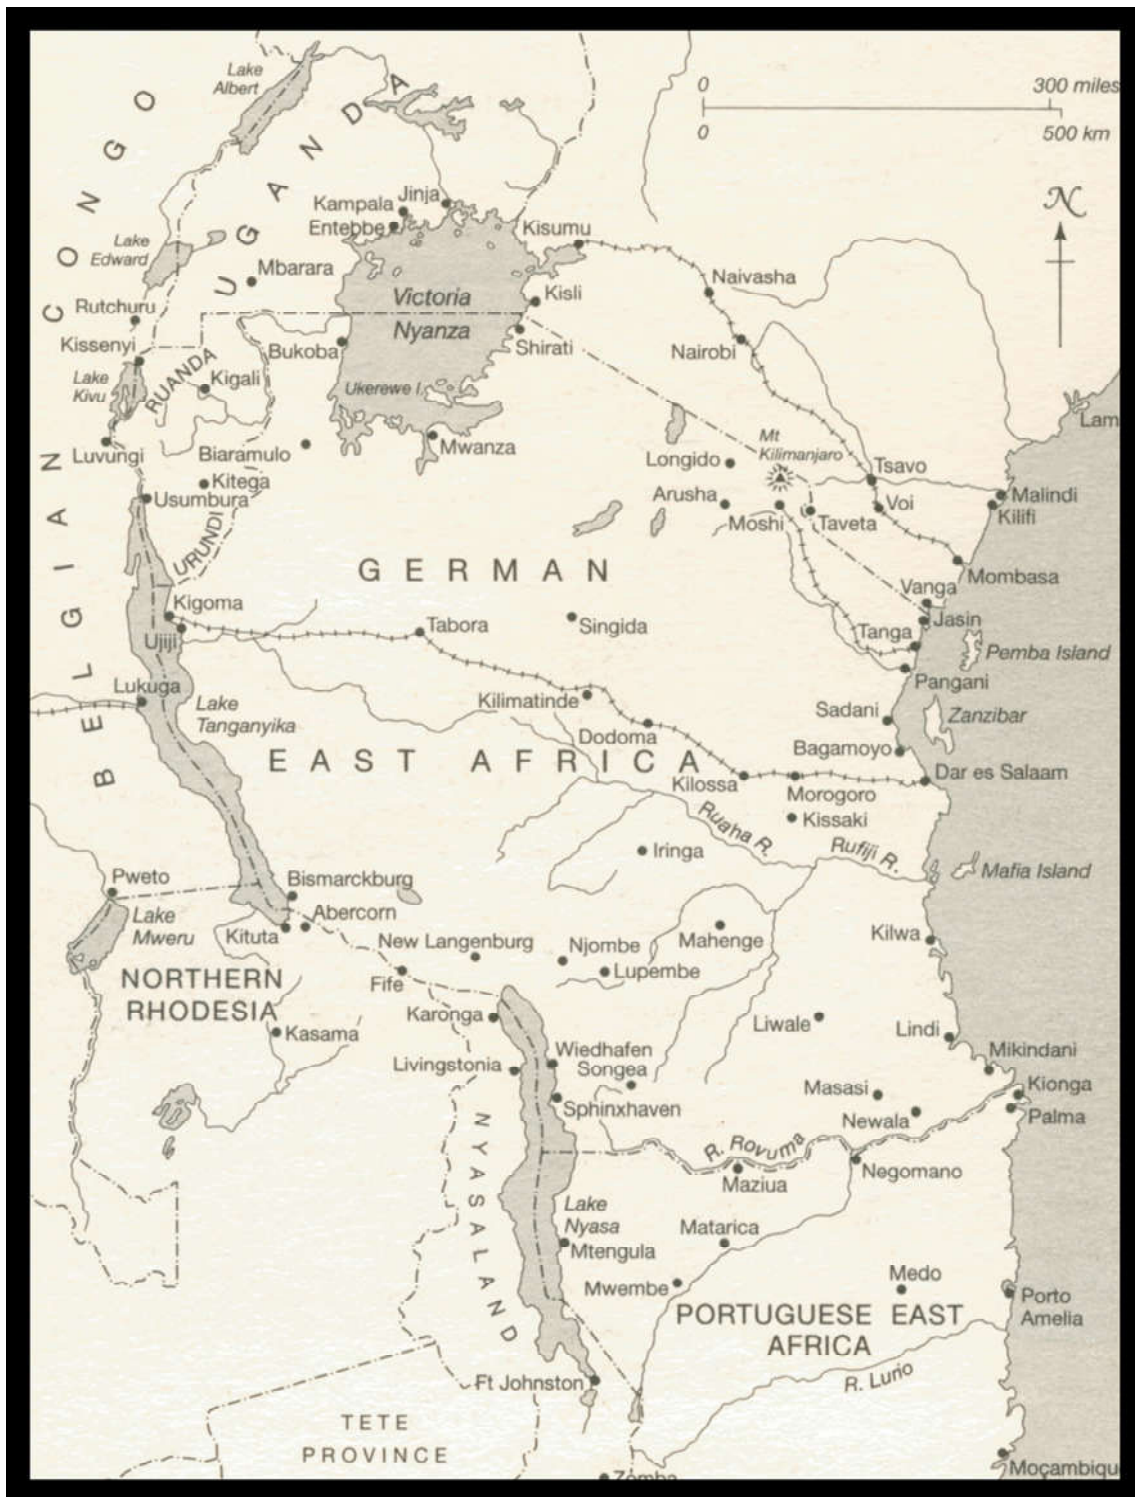 Lake
Albert
0
300 miles
0
500 km
N
BELGIAN CONGO
UGANDA
Kampala
Jinja
Entebbe
Kisumu
Lake
Edward
Mbarara
Naivasha
Victoria
Nyanza
Kisli
Rutchuru
Kissenyi
Bukoba
Shirati
Nairobi
Lake
Kivu
RUANDA
Kigali
Ukerewe I.
Lam
Luvungi
Biaramulo
Mwanza
Mt
Kilimanjaro
Longido
Tsavo
Kitega
Usumbura
Arusha
Moshi
Taveta
Voi
Malindi
Kilifi
URUNDI
GERMAN
Mombasa
Vanga
Jasin
Kigoma
Ujiji
Tabora
Singida
Tanga
Pemba Island
Pangani
Lukuga
Lake
Tanganyika
Kilimatinde
Sadani
Zanzibar
Dodoma
Bagamoyo
EAST AFRICA
Kilossa
Dar es Salaam
Morogoro
Kissaki
Ruaha R.
Rufiji R.
Iringa
Mafia Island
Pweto
Bismarckburg
Lake
Mweru
Abercorn
Kituta
New Langenburg
Njombe
Mahenge
Kilwa
Lupembe
Fife
NORTHERN
RHODESIA
Karonga
Liwale
Lindi
Kasama
Livingstonia
Wiedhafen
Songea
Mikindani
Sphinxhaven
Masasi
Kionga
Newala
Palma
NYASALAND
R. Rovuma
Negomano
Maziua
Lake
Nyasa
Matarica
Mtengula
Mwembe
Medo
PORTUGUESE EAST
AFRICA
Porto
Amelia
Ft Johnston
R. Lurio
TETE
PROVINCE
Zomba
Moçambiqu